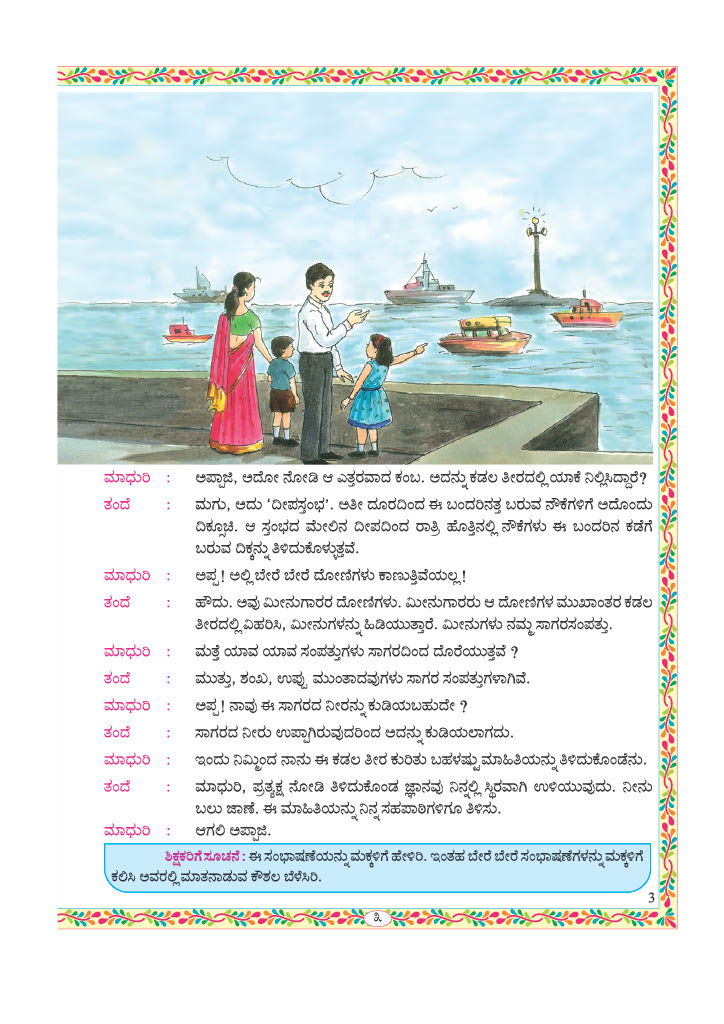 ಮಾಧುರಿ : ಅಪ್ಪಾಜಿ, ಅದೋ ನೋಡಿ ಆ ಎತ್ತರವಾದ ಕಂಬ. ಅದನ್ನು ಕಡಲ ತೀರದಲ್ಲಿ ಯಾಕೆ ನಿಲ್ಲಿಸಿದ್ದಾರೆ?
ತಂದೆ : ಮಗು, ಅದು ‘ದೀಪಸ್ತಂಭ’. ಅತೀ ದೂರದಿಂದ ಈ ಬಂದರಿನತ್ತ ಬರುವ ನೌಕೆಗಳಿಗೆ ಅದೊಂದು
ದಿಕ್ಸೂಚಿ. ಆ ಸ್ತಂಭದ ಮೇಲಿನ ದೀಪದಿಂದ ರಾತ್ರಿ ಹೊತ್ತಿನಲ್ಲಿ ನೌಕೆಗಳು ಈ ಬಂದರಿನ ಕಡೆಗೆ
ಬರುವ ದಿಕ್ಕನ್ನು ತಿಳಿದುಕೊಳ್ಳುತ್ತವೆ.
ಮಾಧುರಿ : ಅಪ್ಪ! ಅಲ್ಲಿ ಬೇರೆ ಬೇರೆ ದೋಣಿಗಳು ಕಾಣುತ್ತಿವೆಯಲ್ಲ!
ತಂದೆ : ಹೌದು. ಅವು ಮೀನುಗಾರರ ದೋಣಿಗಳು. ಮೀನುಗಾರರು ಆ ದೋಣಿಗಳ ಮುಖಾಂತರ ಕಡಲ
ತೀರದಲ್ಲಿ ವಿಹರಿಸಿ, ಮೀನುಗಳನ್ನು ಹಿಡಿಯುತ್ತಾರೆ. ಮೀನುಗಳು ನಮ್ಮ ಸಾಗರಸಂಪತ್ತು.
ಮಾಧುರಿ : ಮತ್ತೆ ಯಾವ ಯಾವ ಸಂಪತ್ತುಗಳು ಸಾಗರದಿಂದ ದೊರೆಯುತ್ತವೆ ?
ತಂದೆ : ಮುತ್ತು, ಶಂಖ, ಉಪ್ಪು ಮುಂತಾದವುಗಳು ಸಾಗರ ಸಂಪತ್ತುಗಳಾಗಿವೆ.
ಮಾಧುರಿ : ಅಪ್ಪ! ನಾವು ಈ ಸಾಗರದ ನೀರನ್ನು ಕುಡಿಯಬಹುದೇ ?
ತಂದೆ : ಸಾಗರದ ನೀರು ಉಪ್ಪಾಗಿರುವುದರಿಂದ ಅದನ್ನು ಕುಡಿಯಲಾಗದು.
ಮಾಧುರಿ : ಇಂದು ನಿಮ್ಮಿಂದ ನಾನು ಈ ಕಡಲ ತೀರ ಕುರಿತು ಬಹಳಷ್ಟು ಮಾಹಿತಿಯನ್ನು ತಿಳಿದುಕೊಂಡೆನು.
ತಂದೆ : ಮಾಧುರಿ, ಪ್ರತ್ಯಕ್ಷ ನೋಡಿ ತಿಳಿದುಕೊಂಡ ಜ್ಞಾನವು ನಿನ್ನಲ್ಲಿ ಸ್ಥಿರವಾಗಿ ಉಳಿಯುವುದು. ನೀನು
ಬಲು ಜಾಣೆ. ಈ ಮಾಹಿತಿಯನ್ನು ನಿನ್ನ ಸಹಪಾಠಿಗಳಿಗೂ ತಿಳಿಸು.
ಮಾಧುರಿ : ಆಗಲಿ ಅಪ್ಪಾಜಿ.
ಶಿಕ್ಷಕರಿಗೆ ಸೂಚನೆ : ಈ ಸಂಭಾಷಣೆಯನ್ನು ಮಕ್ಕಳಿಗೆ ಹೇಳಿರಿ. ಇಂತಹ ಬೇರೆ ಬೇರೆ ಸಂಭಾಷಣೆಗಳನ್ನು ಮಕ್ಕಳಿಗೆ
ಕಲಿಸಿ ಅವರಲ್ಲಿ ಮಾತನಾಡುವ ಕೌಶಲ ಬೆಳೆಸಿರಿ.
3
೩